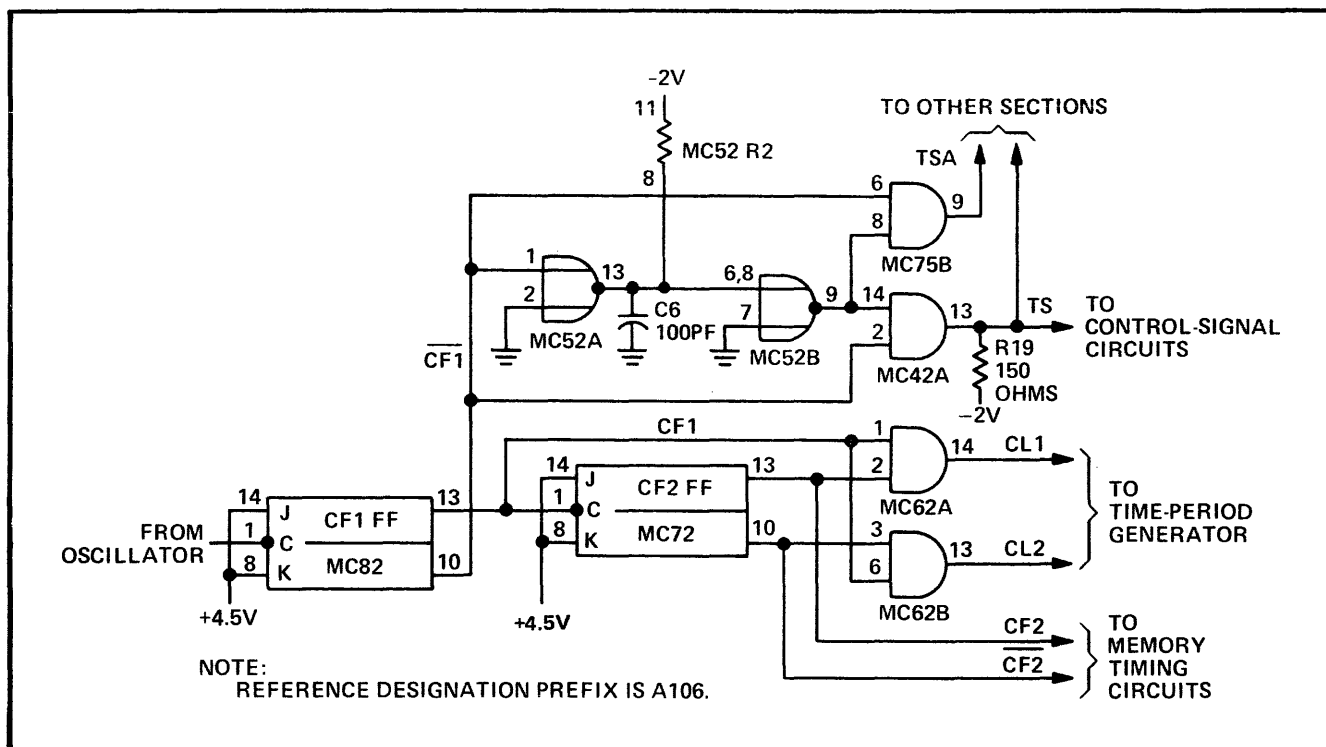 -2V
11
MC52 R2
8
TO OTHER SECTIONS
TSA
6
9
8
MC75B
1
13
2
MC52A
C6
100PF
6,8
7
9
MC52B
14
13
2
MC42A
TS
TO
CONTROL-SIGNAL
CIRCUITS
R19
150
OHMS
-2V
C̅F̅1̅
CF1
1
14
2
MC62A
CL1
3
13
6
MC62B
CL2
TO
TIME-PERIOD
GENERATOR
14
J
13
1
C
CF2 FF
8
K
MC72
10
+4.5V
FROM
OSCILLATOR
14
J
13
1
C
CF1 FF
8
K
MC82
10
+4.5V
CF2
C̅F̅2̅
TO
MEMORY
TIMING
CIRCUITS
NOTE:
REFERENCE DESIGNATION PREFIX IS A106.